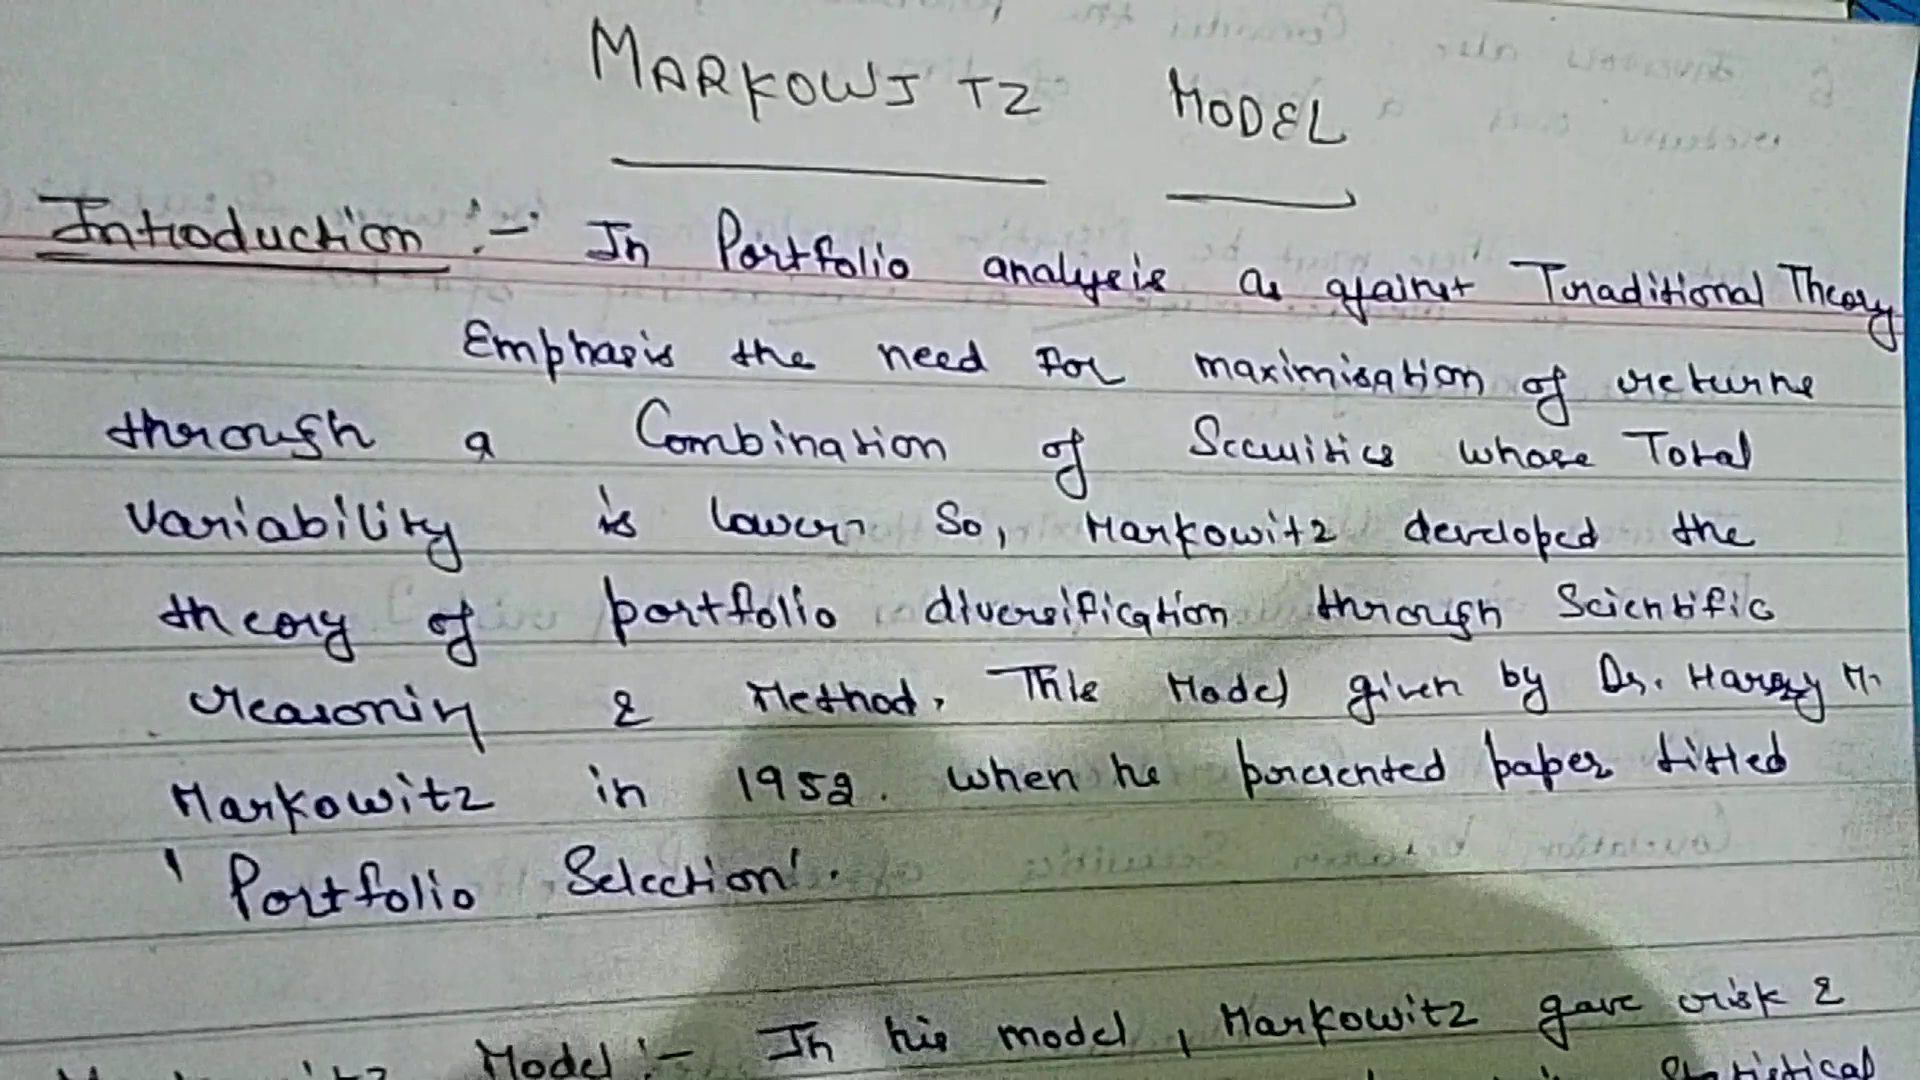 MARKOWITZ MODEL
Introduction :- In Portfolio analysis as against Traditional Theory
Emphasis the need For maximisation of returns
through a Combination of Securities whose Total
Variability is lower. So, Markowitz developed the
theory of portfolio diversification through Scientific
reasoning & Method. This Model given by Dr. Harry M.
Markowitz in 1952. When he presented paper titled
'Portfolio Selection'.
Model :- In his model, Markowitz gave risk &
Statistical